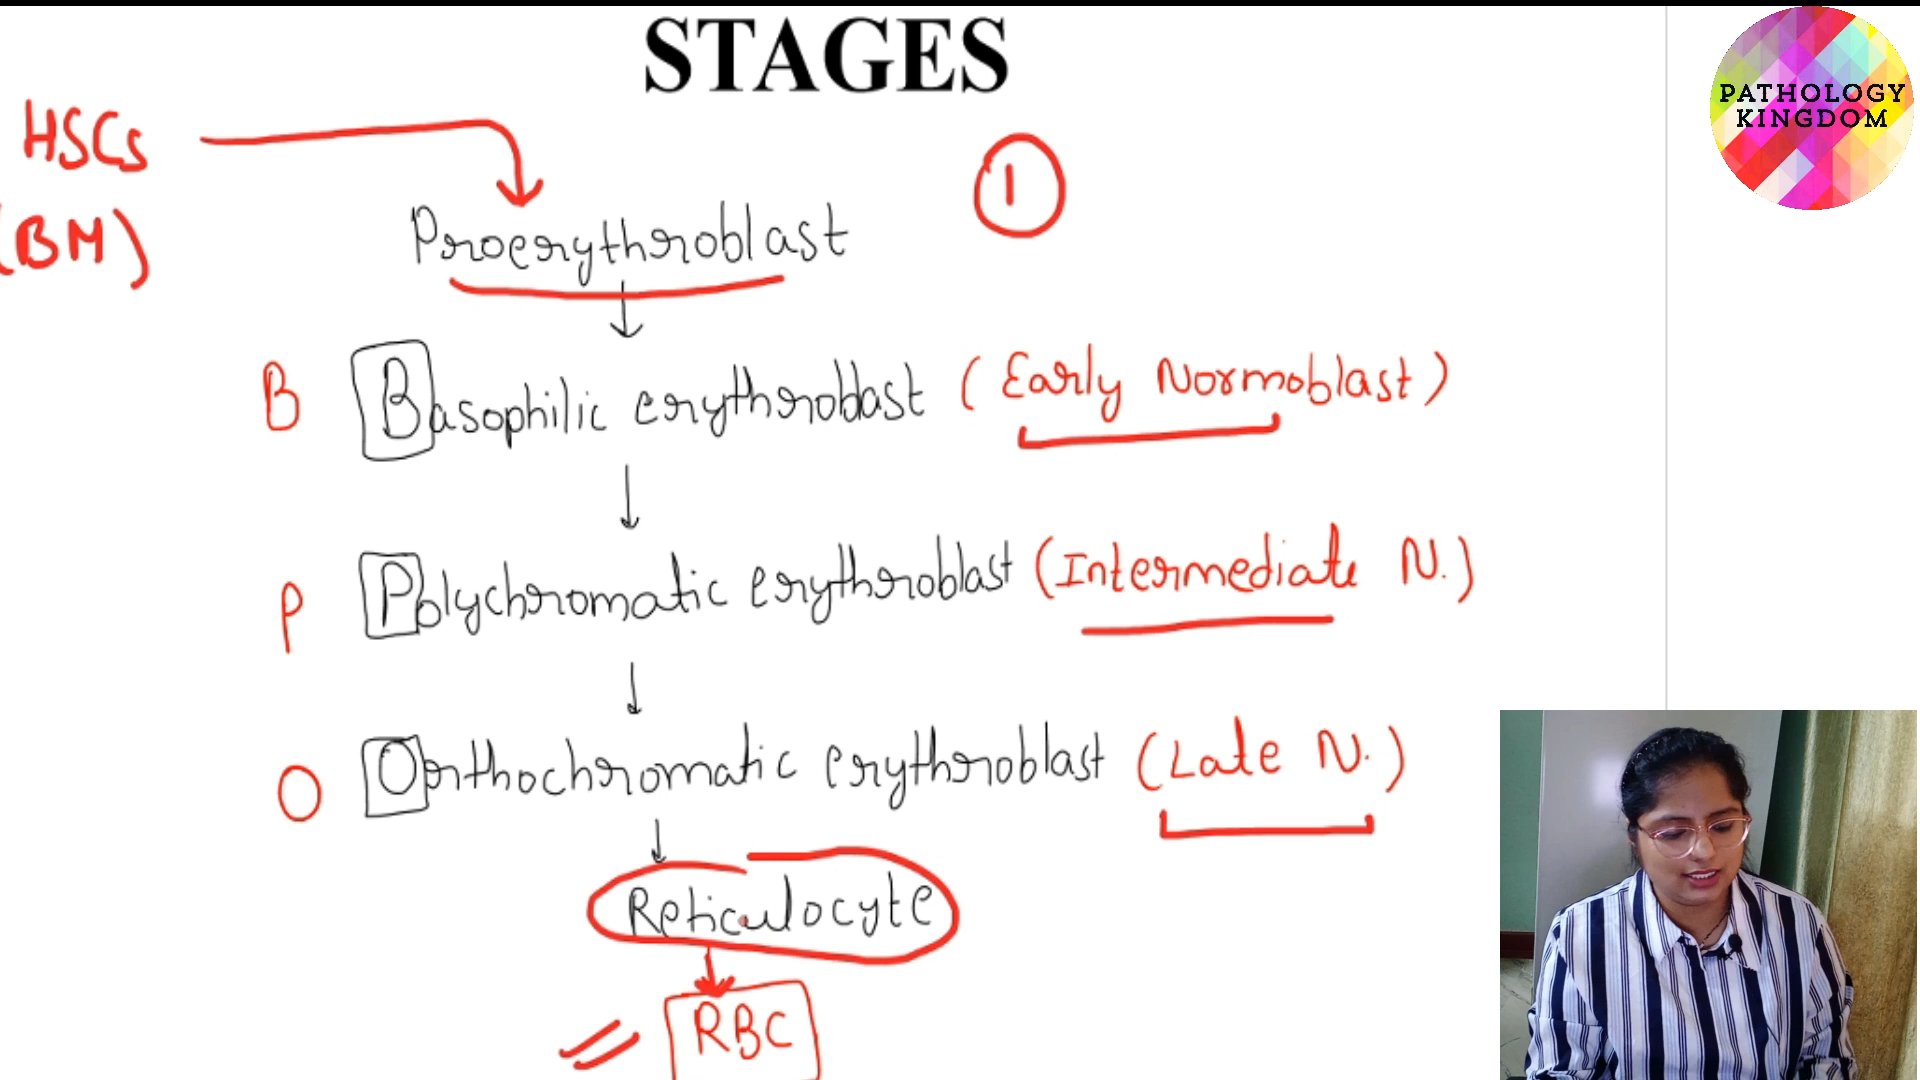 STAGES
PATHOLOGY
KINGDOM
HSCs
(BM)
1
Proerythroblast
B Basophilic erythroblast (Early Normoblast)
P Polychromatic erythroblast (Intermediate N.)
O Orthochromatic erythroblast (Late N.)
Reticulocyte
RBC